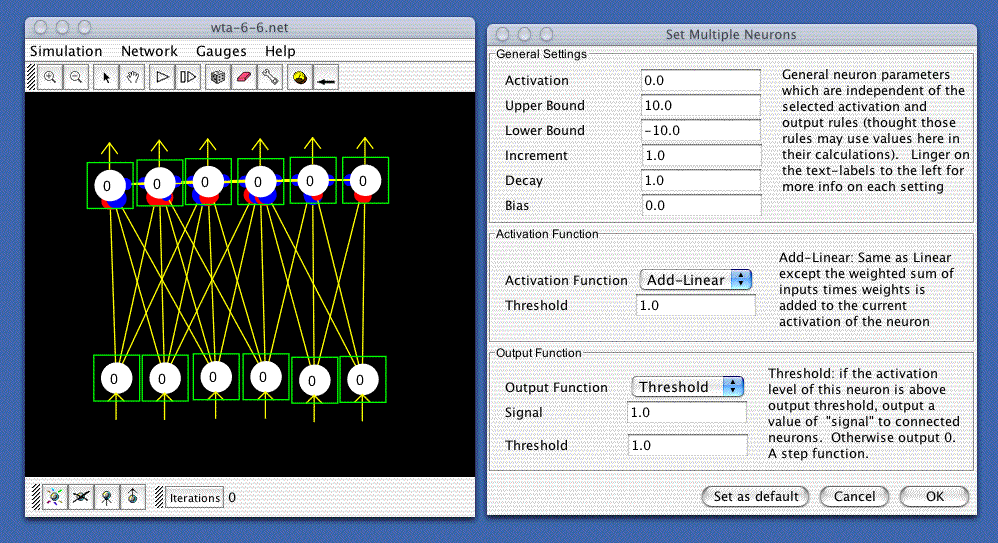 wta-6-6.net
Simulation Network Gauges Help
0 0 0 0 0 0
0 0 0 0 0 0
Iterations 0
Set Multiple Neurons
General Settings
Activation 0.0
Upper Bound 10.0
Lower Bound -10.0
Increment 1.0
Decay 1.0
Bias 0.0
General neuron parameters
which are independent of the
selected activation and
output rules (thought those
rules may use values here in
their calculations). Linger on
the text-labels to the left for
more info on each setting
Activation Function
Activation Function Add-Linear
Threshold 1.0
Add-Linear: Same as Linear
except the weighted sum of
inputs times weights is
added to the current
activation of the neuron
Output Function
Output Function Threshold
Signal 1.0
Threshold 1.0
Threshold: if the activation
level of this neuron is above
output threshold, output a
value of "signal" to connected
neurons. Otherwise output 0.
A step function.
Set as default Cancel OK